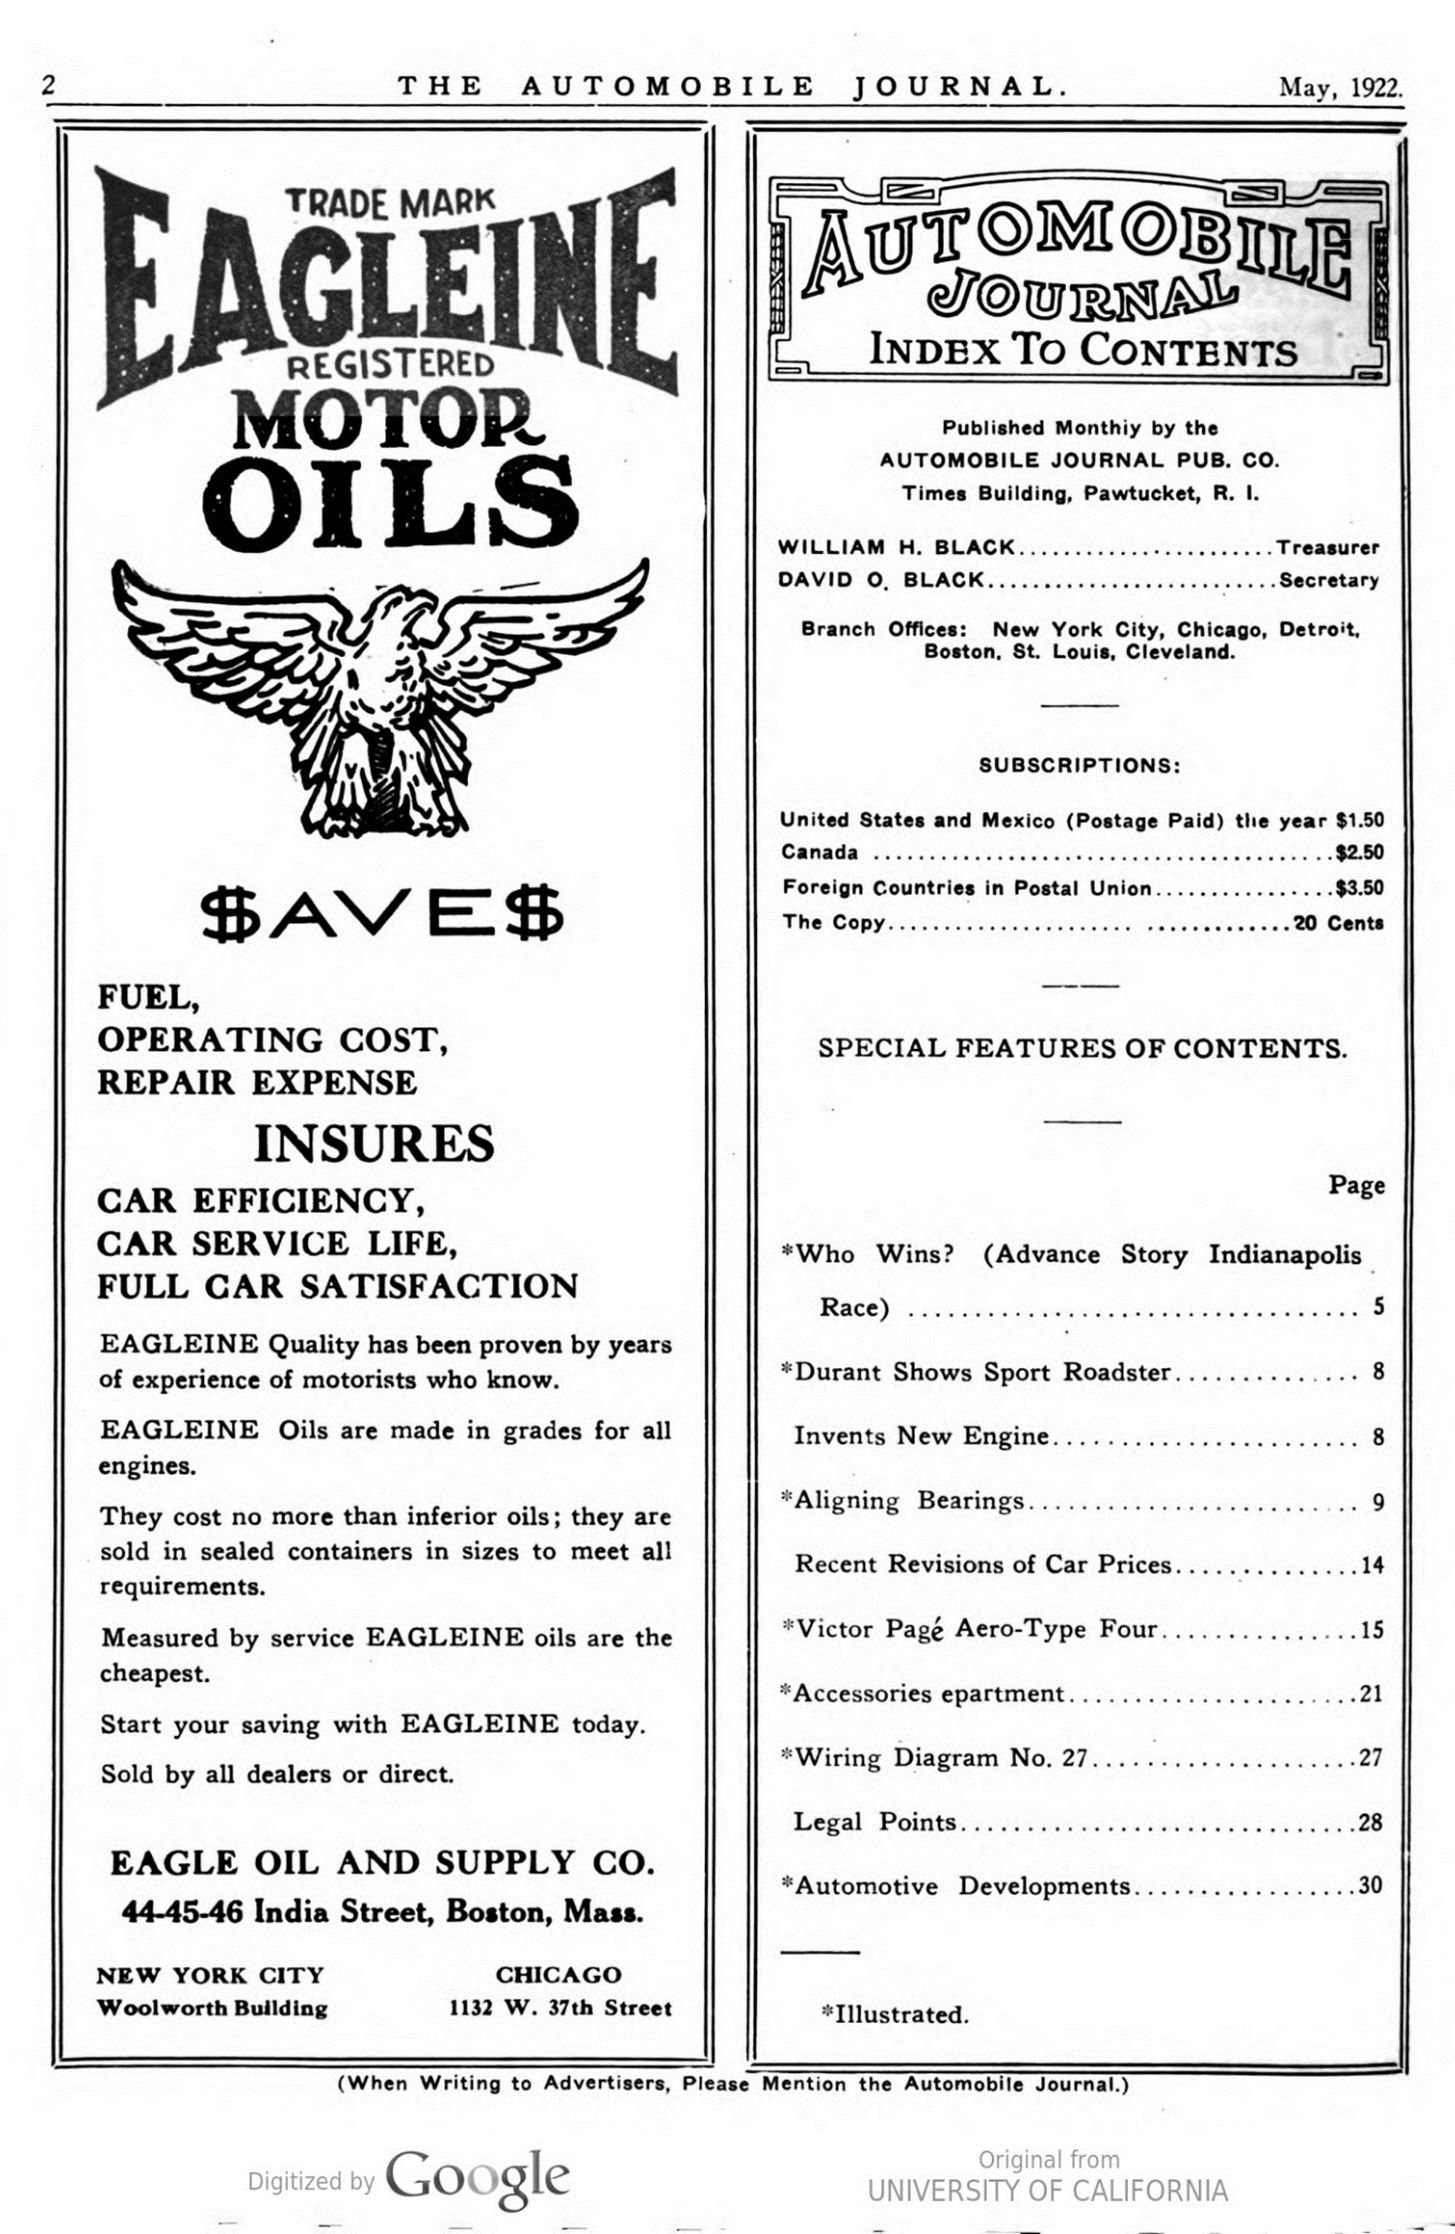 2 THE AUTOMOBILE JOURNAL. May, 1922.
TRADE MARK
EAGLEINE
REGISTERED
MOTOR
OILS
$AVE$
FUEL,
OPERATING COST,
REPAIR EXPENSE
INSURES
CAR EFFICIENCY,
CAR SERVICE LIFE,
FULL CAR SATISFACTION
EAGLEINE Quality has been proven by years
of experience of motorists who know.
EAGLEINE Oils are made in grades for all
engines.
They cost no more than inferior oils; they are
sold in sealed containers in sizes to meet all
requirements.
Measured by service EAGLEINE oils are the
cheapest.
Start your saving with EAGLEINE today.
Sold by all dealers or direct.
EAGLE OIL AND SUPPLY CO.
44-45-46 India Street, Boston, Mass.
NEW YORK CITY CHICAGO
Woolworth Building 1132 W. 37th Street
AUTOMOBILE
JOURNAL
INDEX TO CONTENTS
Published Monthiy by the
AUTOMOBILE JOURNAL PUB. CO.
Times Building, Pawtucket, R. I.
WILLIAM H. BLACK.......................Treasurer
DAVID O. BLACK..........................Secretary
Branch Offices: New York City, Chicago, Detroit,
Boston, St. Louis, Cleveland.
SUBSCRIPTIONS:
United States and Mexico (Postage Paid) the year $1.50
Canada ..........................................$2.50
Foreign Countries in Postal Union................$3.50
The Copy...................... .............20 Cents
SPECIAL FEATURES OF CONTENTS.
Page
*Who Wins? (Advance Story Indianapolis
Race) .................................. 5
*Durant Shows Sport Roadster.............. 8
Invents New Engine....................... 8
*Aligning Bearings......................... 9
Recent Revisions of Car Prices..............14
*Victor Pagé Aero-Type Four...............15
*Accessories epartment......................21
*Wiring Diagram No. 27....................27
Legal Points..............................28
*Automotive Developments.................30
*Illustrated.
(When Writing to Advertisers, Please Mention the Automobile Journal.)
Digitized by Google
Original from
UNIVERSITY OF CALIFORNIA